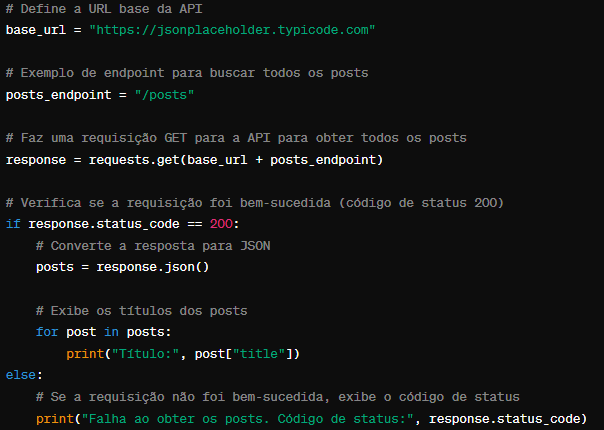 # Define a URL base da API
base_url = "https://jsonplaceholder.typicode.com"
# Exemplo de endpoint para buscar todos os posts
posts_endpoint = "/posts"
# Faz uma requisição GET para a API para obter todos os posts
response = requests.get(base_url + posts_endpoint)
# Verifica se a requisição foi bem-sucedida (código de status 200)
if response.status_code == 200:
    # Converte a resposta para JSON
    posts = response.json()
    # Exibe os títulos dos posts
    for post in posts:
        print("Título:", post["title"])
else:
    # Se a requisição não foi bem-sucedida, exibe o código de status
    print("Falha ao obter os posts. Código de status:", response.status_code)